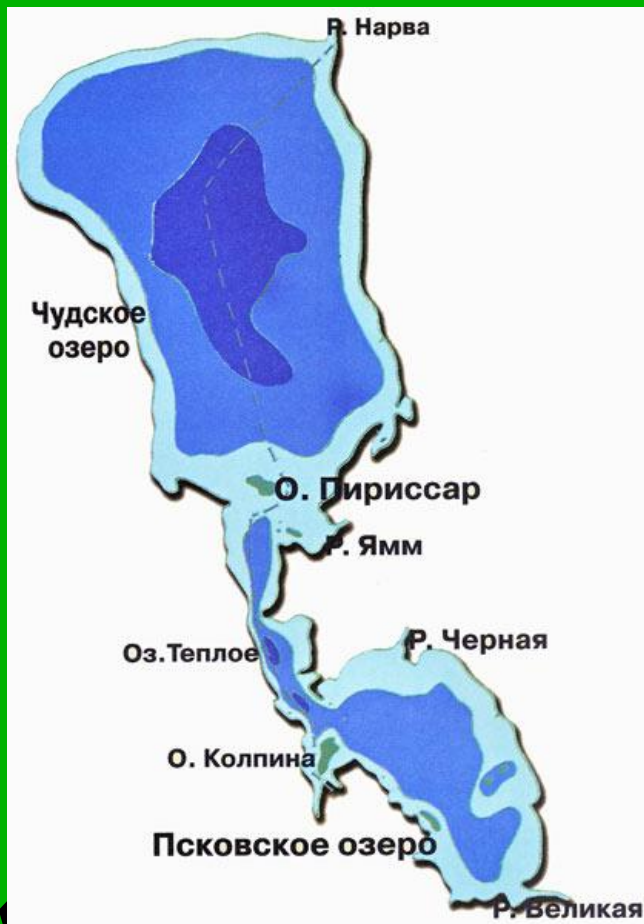 Р. Нарва
Чудское
озеро
О. Пириссар
Р. Ямм
Р. Черная
Оз.Теплое
О. Колпина
Псковское озеро
Р. Великая